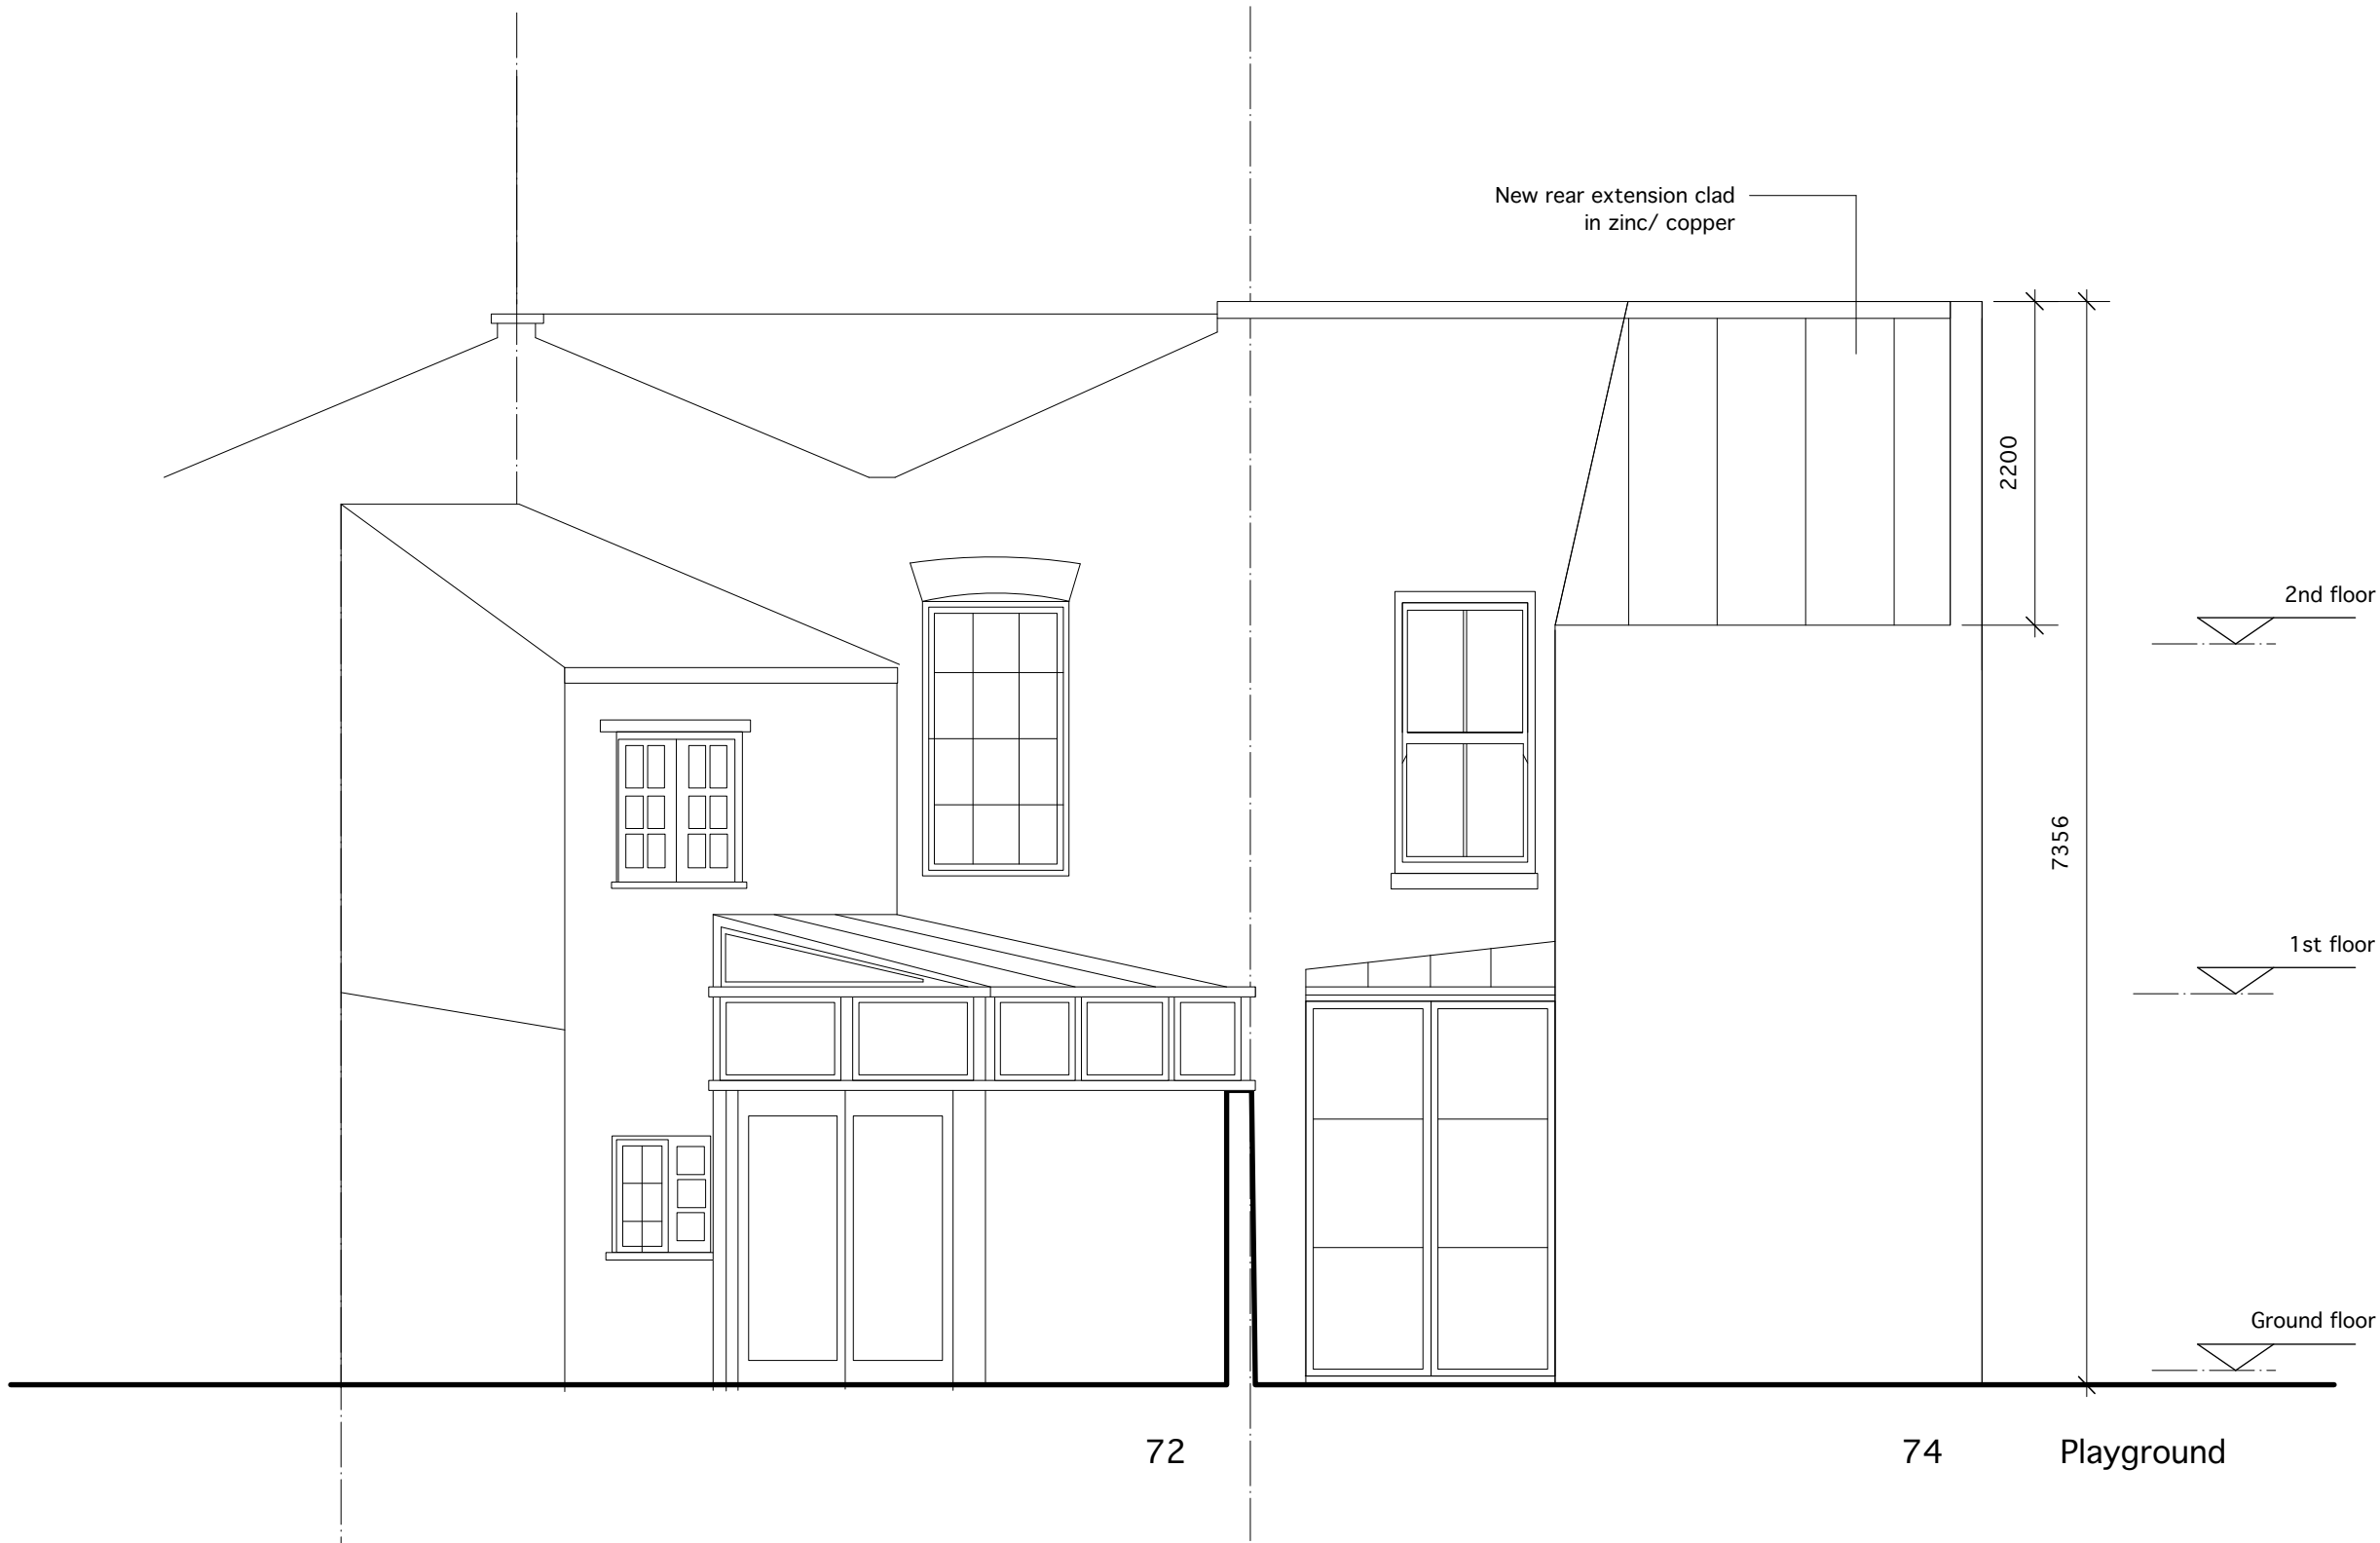 New rear extension clad
in zinc/ copper
2200
2nd floor
7356
1st floor
Ground floor
72
74
Playground